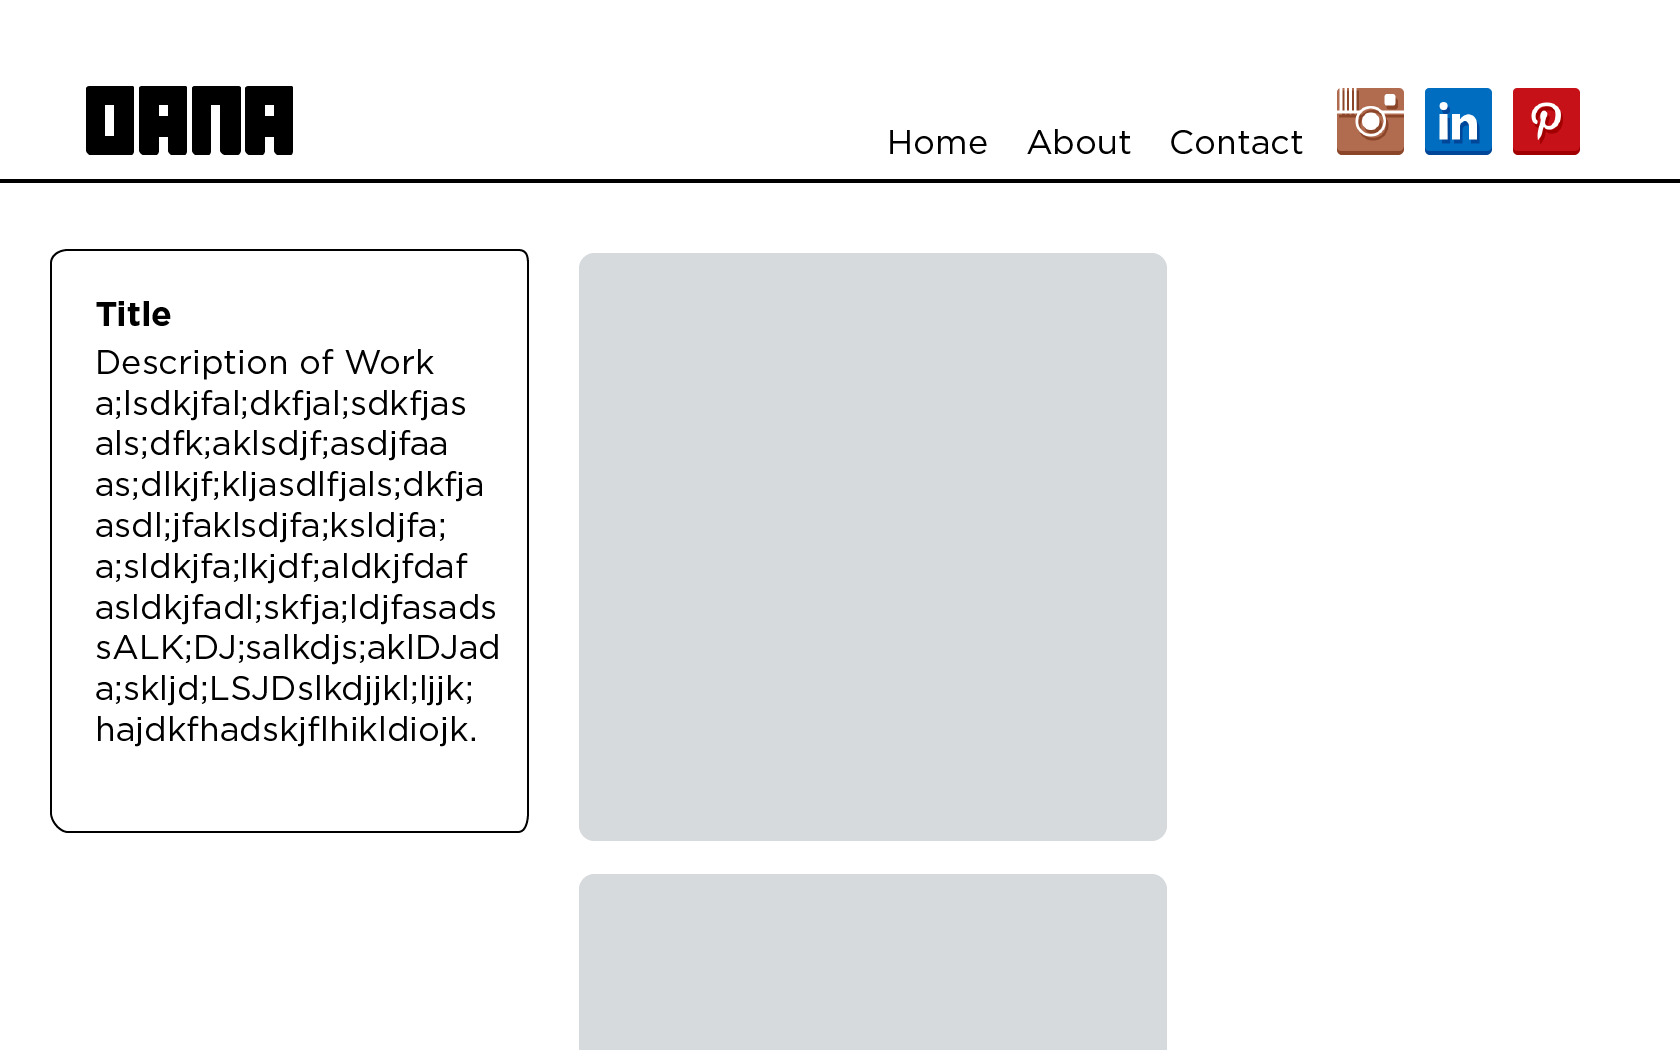 DANA
Home About Contact
in
Title
Description of Work
a;lsdkjfal;dkfjal;sdkfjas
als;dfk;aklsdjf;asdjfaa
as;dlkjf;kljasdlfjals;dkfja
asdl;jfaklsdjfa;ksldjfa;
a;sldkjfa;lkjdf;aldkjfdaf
asldkjfadl;skfja;ldjfasads
sALK;DJ;salkdjs;aklDJad
a;skljd;LSJDslkdjjkl;ljjk;
hajdkfhadskjflhikldiojk.